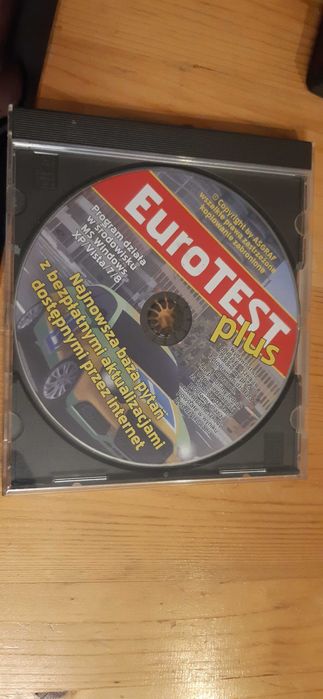 © Copyright by ASGRAF
wszelkie prawa zastrzeżone
kopiowanie zabronione
EuroTEST
plus
Program działa
w środowisku
MS Windows
XP/Vista/7/8
Najnowsza baza pytań
z bezpłatnymi aktualizacjami
dostępnymi przez internet